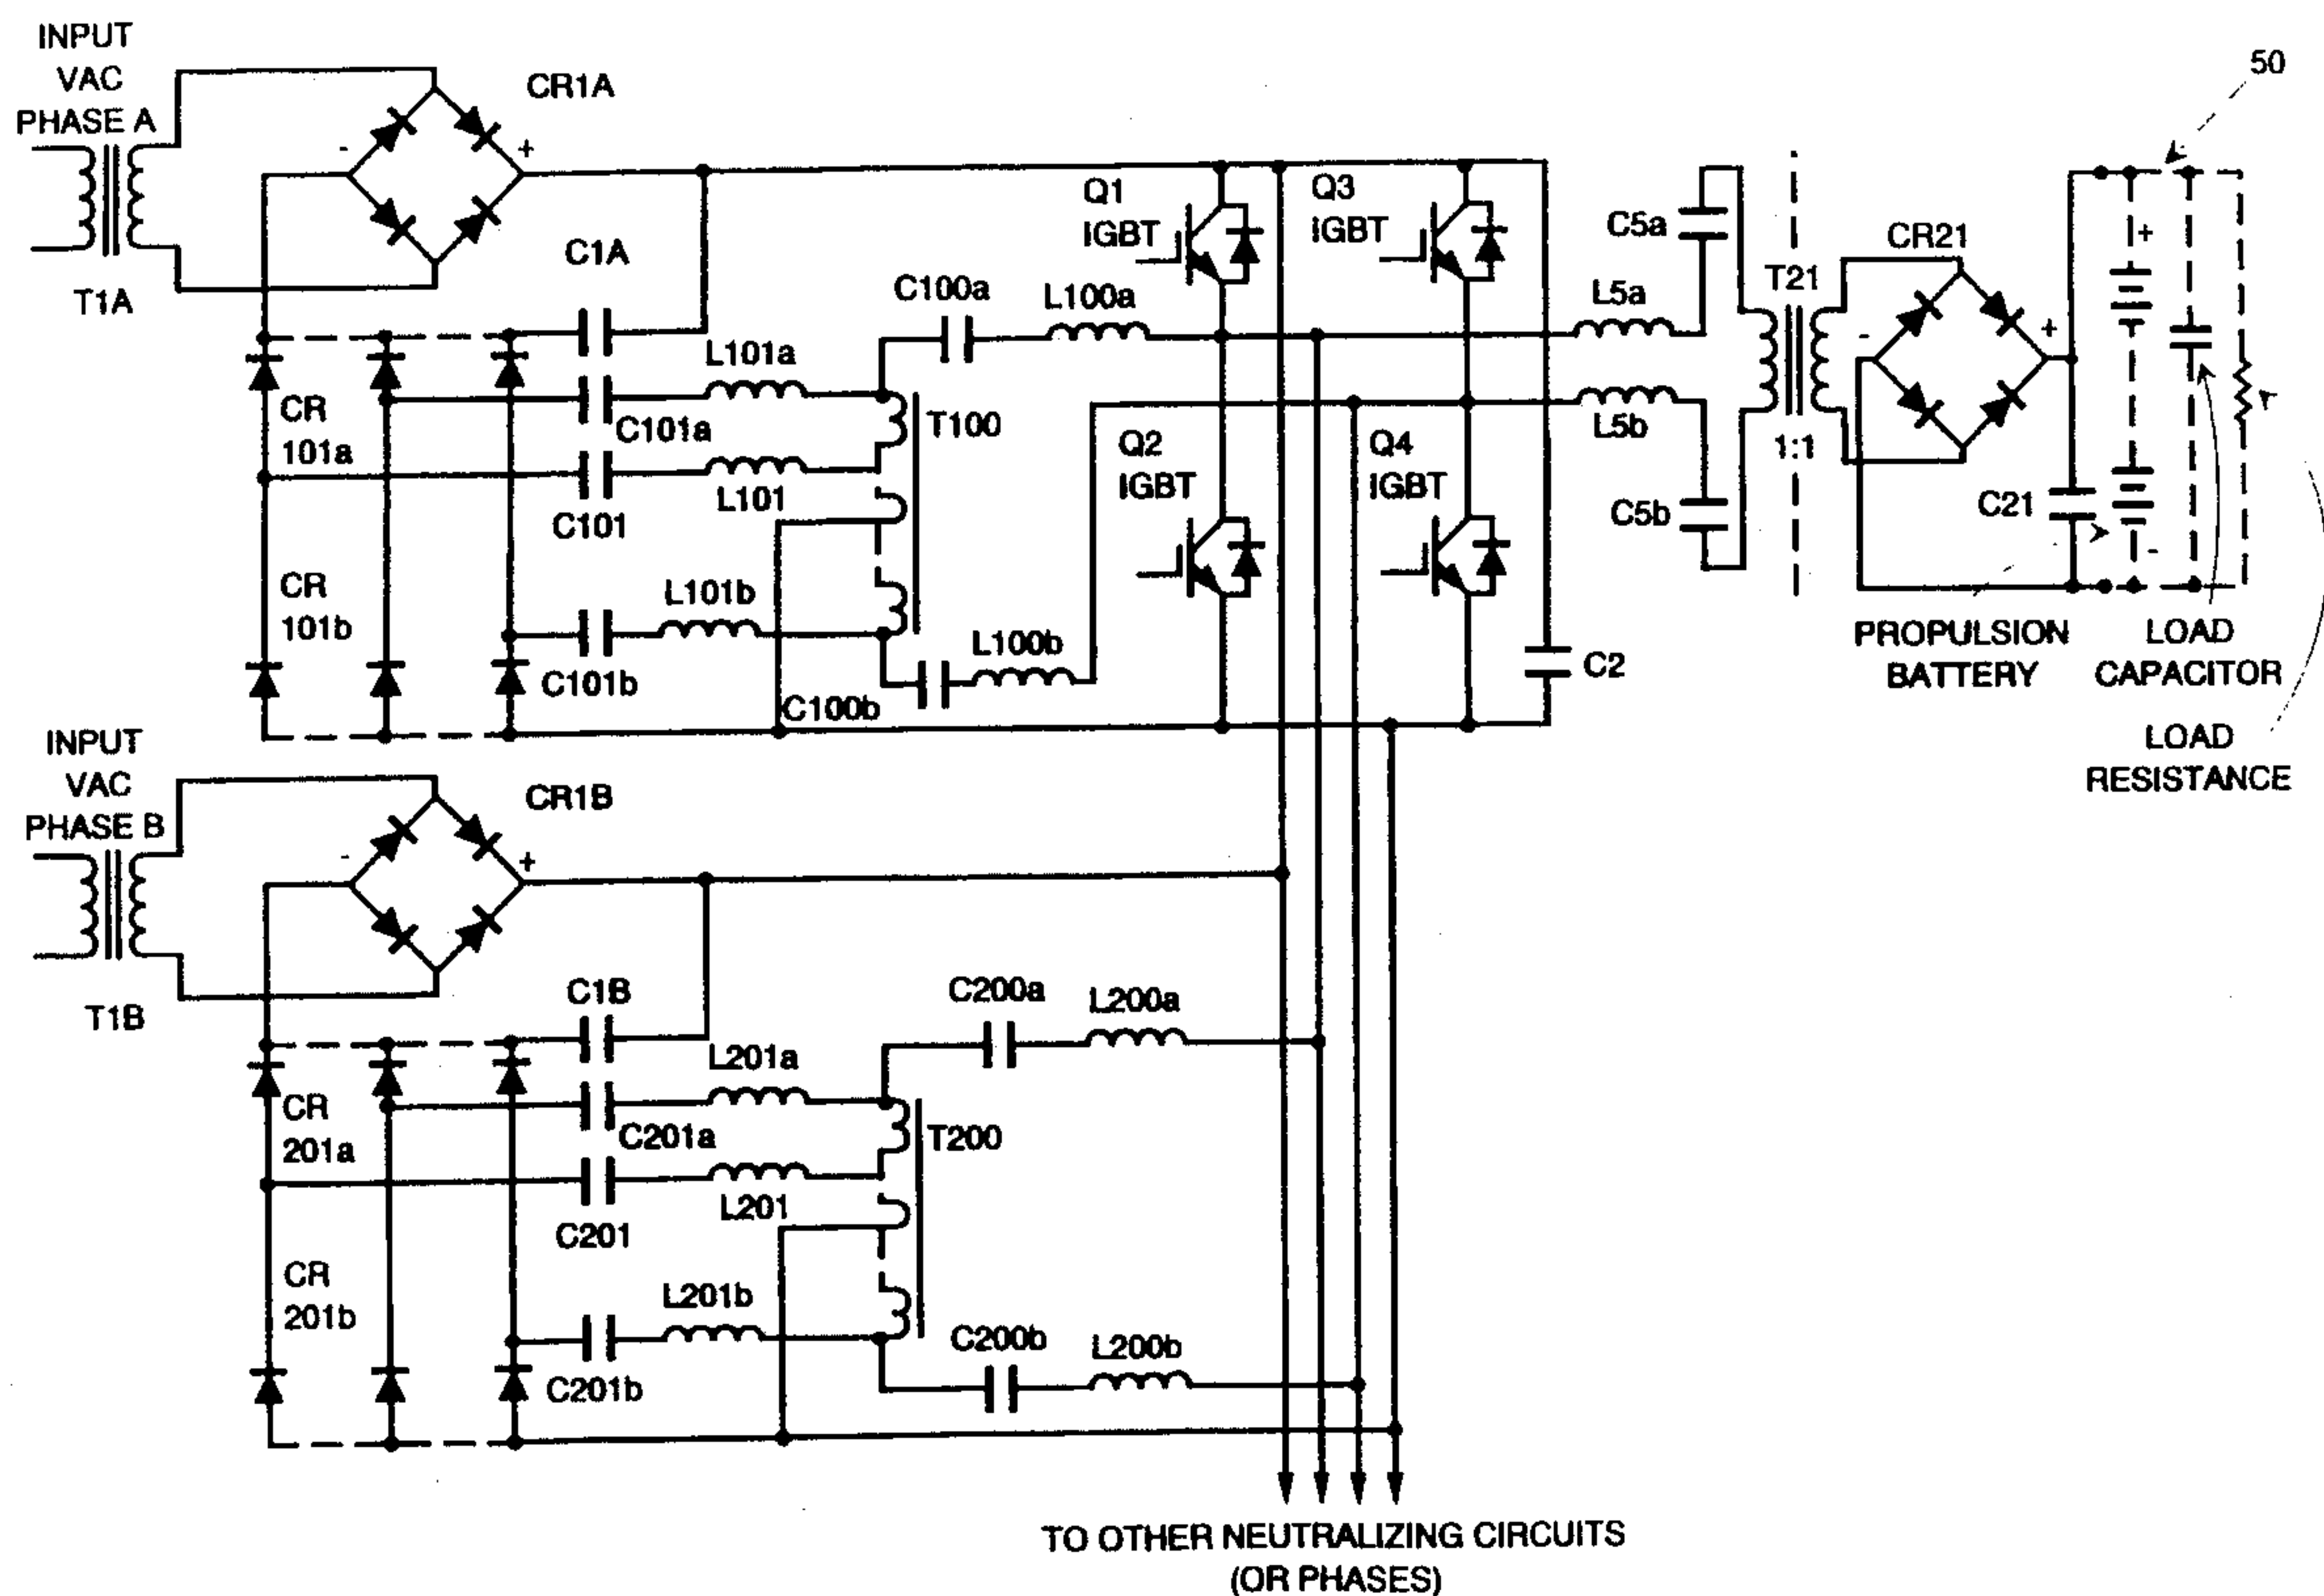 INPUT
VAC
PHASE A
CR1A
-
+
T1A
C1A
CR
101a
CR
101b
L101a
C101a
L101
C101
L101b
C101b
T100
C100a
L100a
L100b
C100b
Q1
IGBT
Q3
IGBT
Q2
IGBT
Q4
IGBT
C2
C5a
L5a
L5b
C5b
T21
1:1
CR21
-
+
C21
50
+
-
PROPULSION
BATTERY
LOAD
CAPACITOR
LOAD
RESISTANCE
INPUT
VAC
PHASE B
CR1B
-
+
T1B
C1B
CR
201a
CR
201b
L201a
C201a
L201
C201
L201b
C201b
T200
C200a
L200a
C200b
L200b
TO OTHER NEUTRALIZING CIRCUITS
(OR PHASES)